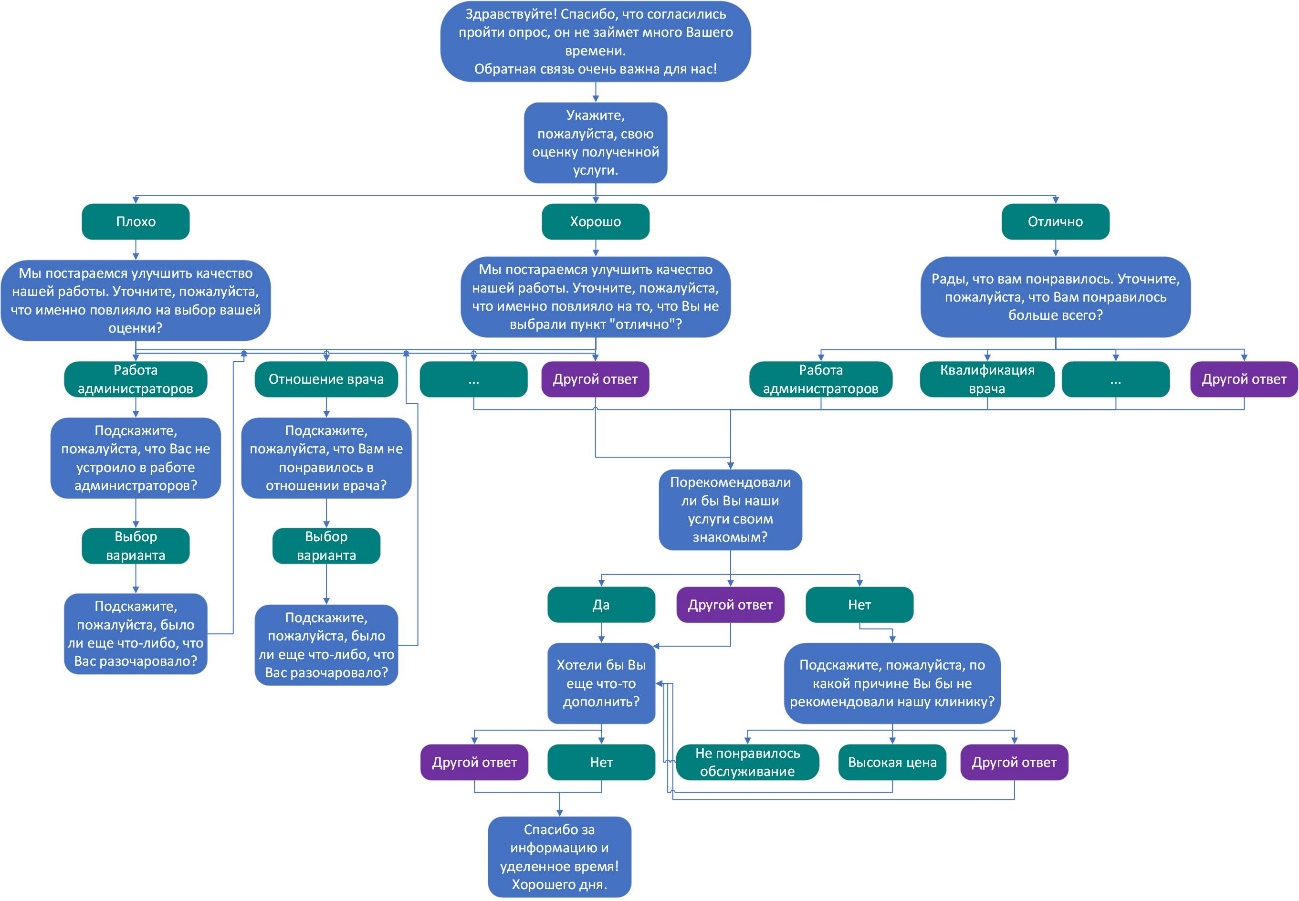 Здравствуйте! Спасибо, что согласились
пройти опрос, он не займет много Вашего
времени.
Обратная связь очень важна для нас!
Укажите,
пожалуйста, свою
оценку полученной
услуги.
Плохо
Хорошо
Отлично
Мы постараемся улучшить качество
нашей работы. Уточните, пожалуйста,
что именно повлияло на выбор вашей
оценки?
Мы постараемся улучшить качество
нашей работы. Уточните, пожалуйста,
что именно повлияло на то, что Вы не
выбрали пункт "отлично"?
Рады, что вам понравилось. Уточните,
пожалуйста, что Вам понравилось
больше всего?
Работа
администраторов
Отношение врача
...
Другой ответ
Работа
администраторов
Квалификация
врача
...
Другой ответ
Подскажите,
пожалуйста, что Вас не
устроило в работе
администраторов?
Подскажите,
пожалуйста, что Вам не
понравилось в
отношении врача?
Порекомендовали
ли бы Вы наши
услуги своим
знакомым?
Выбор
варианта
Выбор
варианта
Подскажите,
пожалуйста, было
ли еще что-либо, что
Вас разочаровало?
Подскажите,
пожалуйста, было
ли еще что-либо, что
Вас разочаровало?
Да
Другой ответ
Нет
Хотели бы Вы
еще что-то
дополнить?
Подскажите, пожалуйста, по
какой причине Вы бы не
рекомендовали нашу клинику?
Другой ответ
Нет
Не понравилось
обслуживание
Высокая цена
Другой ответ
Спасибо за
информацию и
уделенное время!
Хорошего дня.